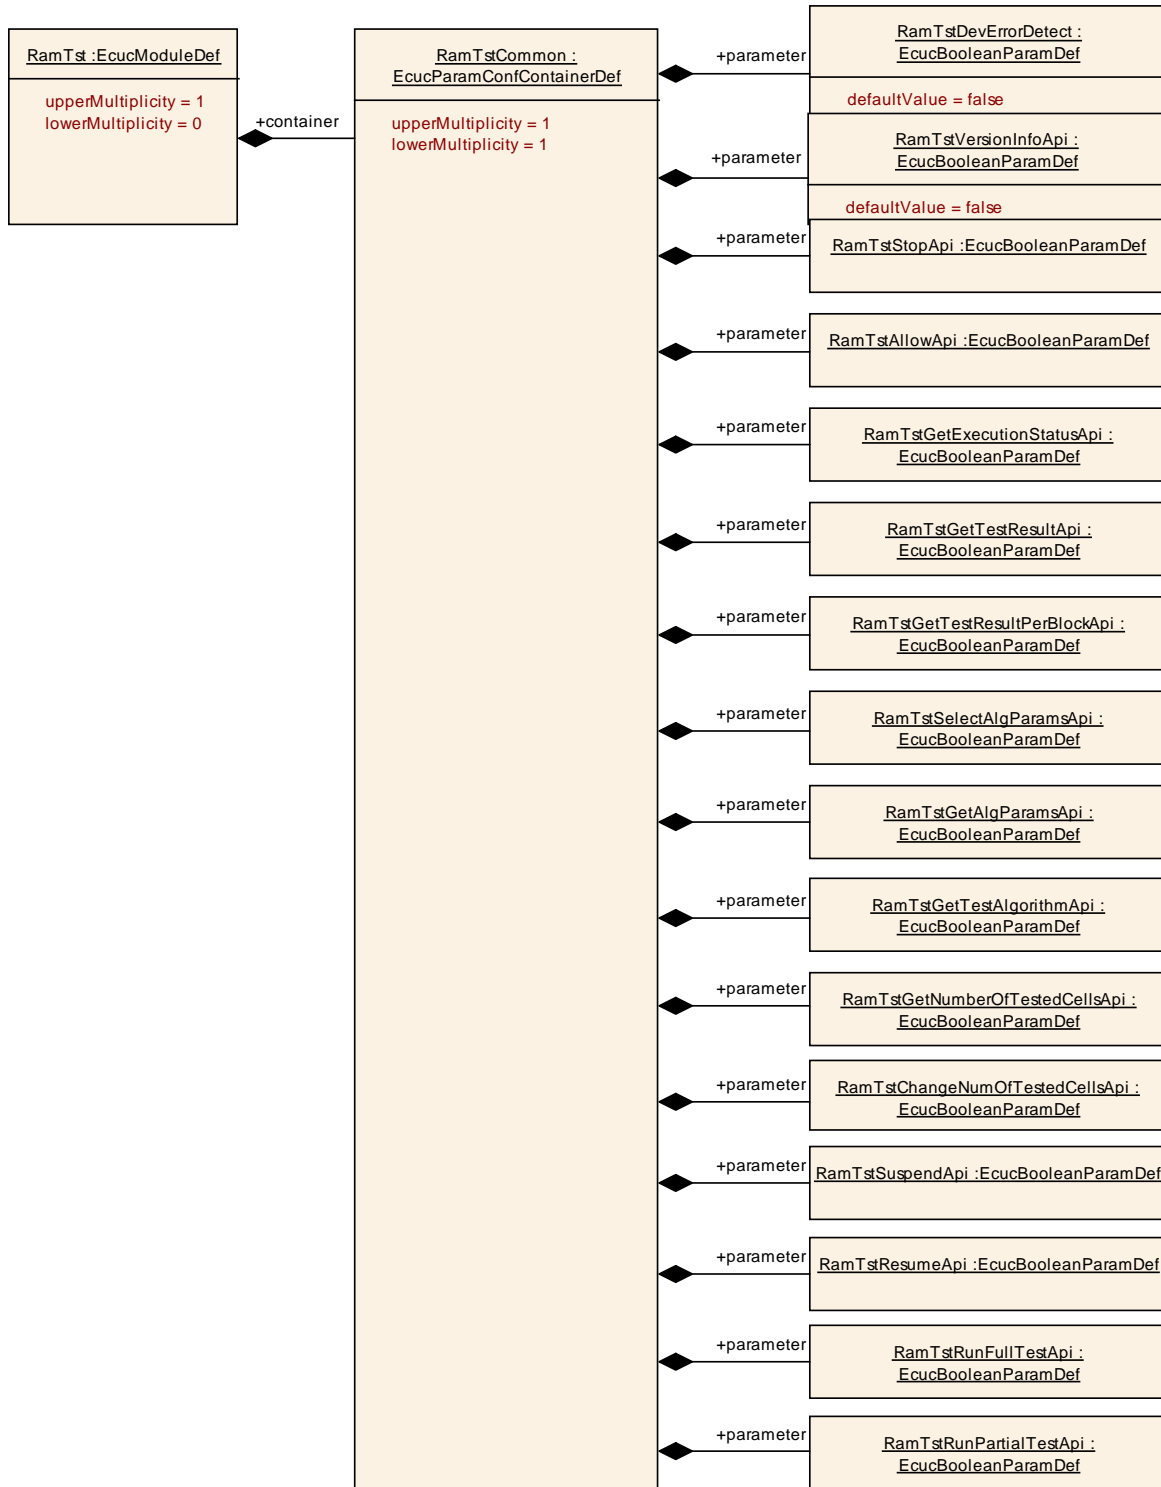 RamTst :EcucModuleDef
upperMultiplicity = 1
lowerMultiplicity = 0
+container
RamTstCommon :
EcucParamConfContainerDef
upperMultiplicity = 1
lowerMultiplicity = 1
+parameter
RamTstDevErrorDetect :
EcucBooleanParamDef
defaultValue = false
+parameter
RamTstVersionInfoApi :
EcucBooleanParamDef
defaultValue = false
+parameter
RamTstStopApi :EcucBooleanParamDef
+parameter
RamTstAllowApi :EcucBooleanParamDef
+parameter
RamTstGetExecutionStatusApi :
EcucBooleanParamDef
+parameter
RamTstGetTestResultApi :
EcucBooleanParamDef
+parameter
RamTstGetTestResultPerBlockApi :
EcucBooleanParamDef
+parameter
RamTstSelectAlgParamsApi :
EcucBooleanParamDef
+parameter
RamTstGetAlgParamsApi :
EcucBooleanParamDef
+parameter
RamTstGetTestAlgorithmApi :
EcucBooleanParamDef
+parameter
RamTstGetNumberOfTestedCellsApi :
EcucBooleanParamDef
+parameter
RamTstChangeNumOfTestedCellsApi :
EcucBooleanParamDef
+parameter
RamTstSuspendApi :EcucBooleanParamDef
+parameter
RamTstResumeApi :EcucBooleanParamDef
+parameter
RamTstRunFullTestApi :
EcucBooleanParamDef
+parameter
RamTstRunPartialTestApi :
EcucBooleanParamDef